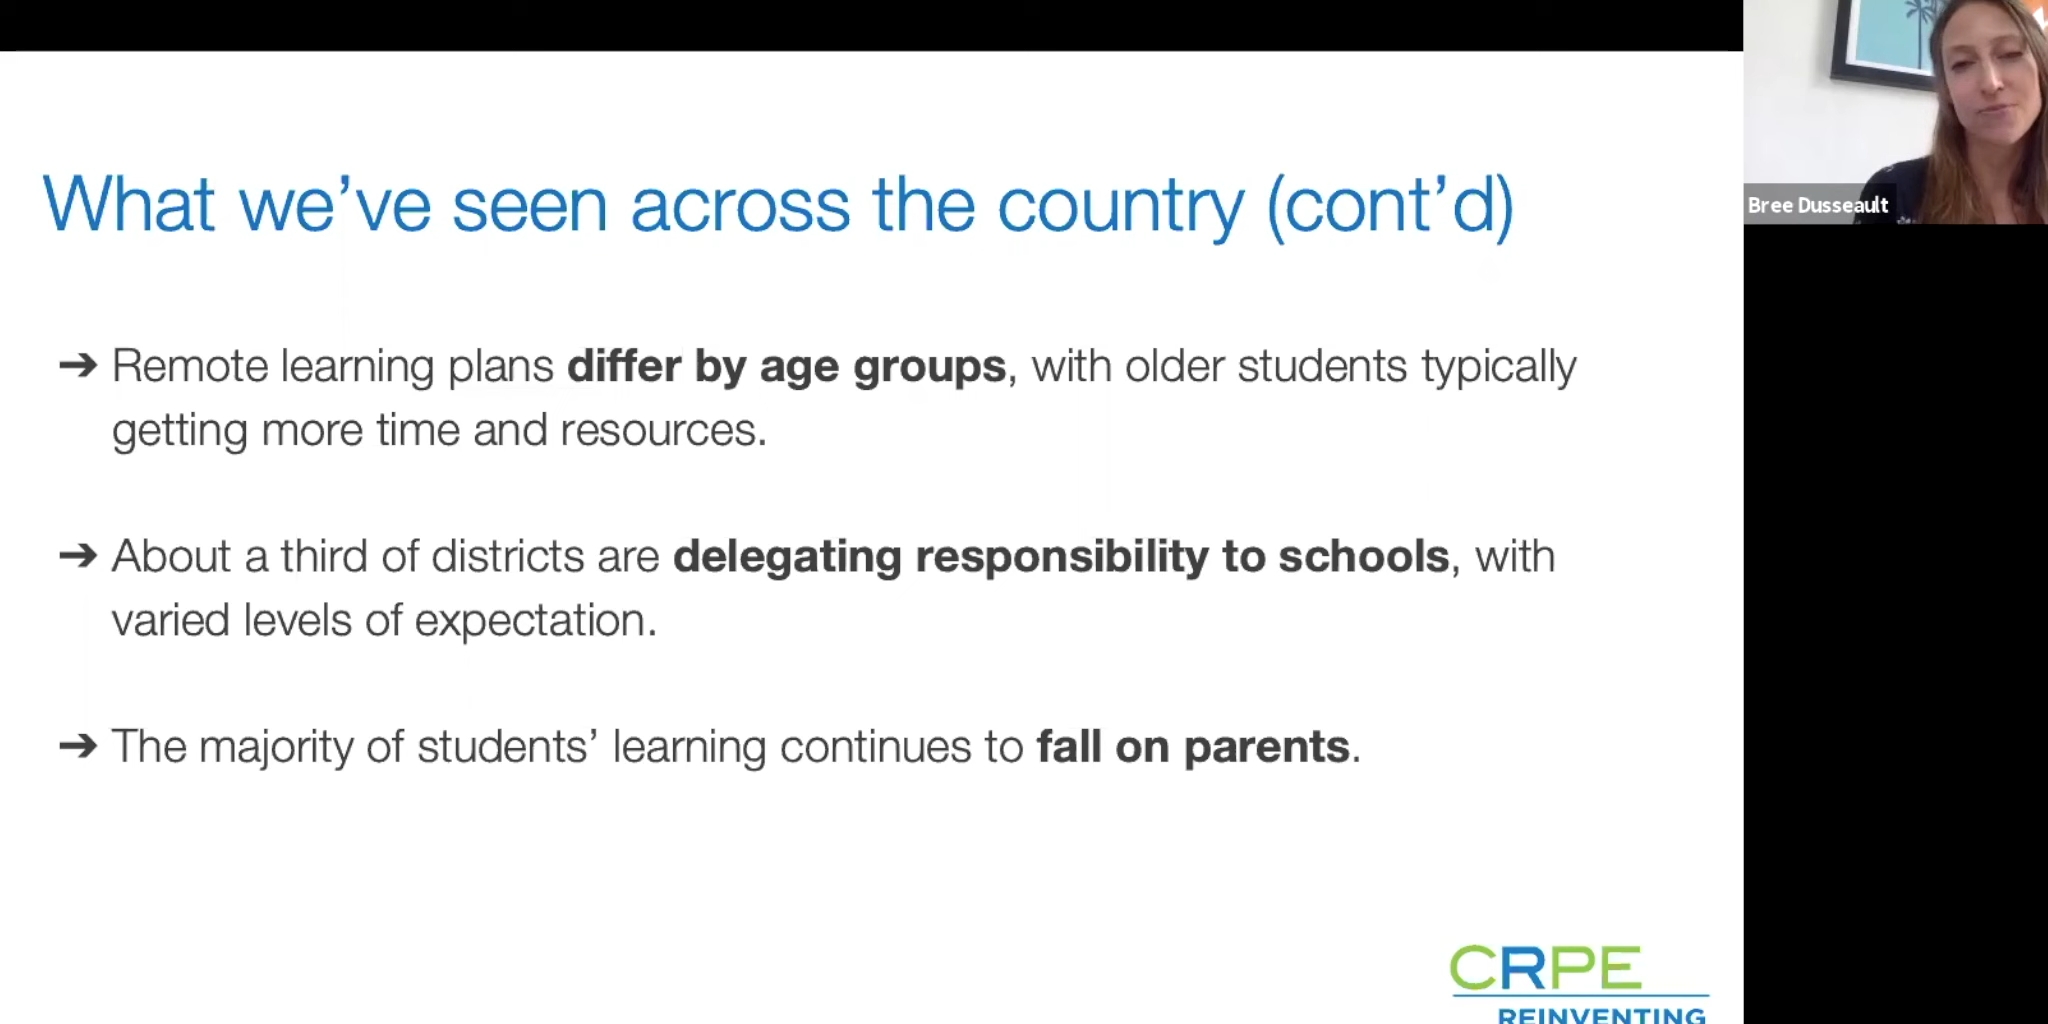 What we’ve seen across the country (cont’d)
➔ Remote learning plans differ by age groups, with older students typically
getting more time and resources.
➔ About a third of districts are delegating responsibility to schools, with
varied levels of expectation.
➔ The majority of students’ learning continues to fall on parents.
CRPE
REINVENTING
Bree Dusseault